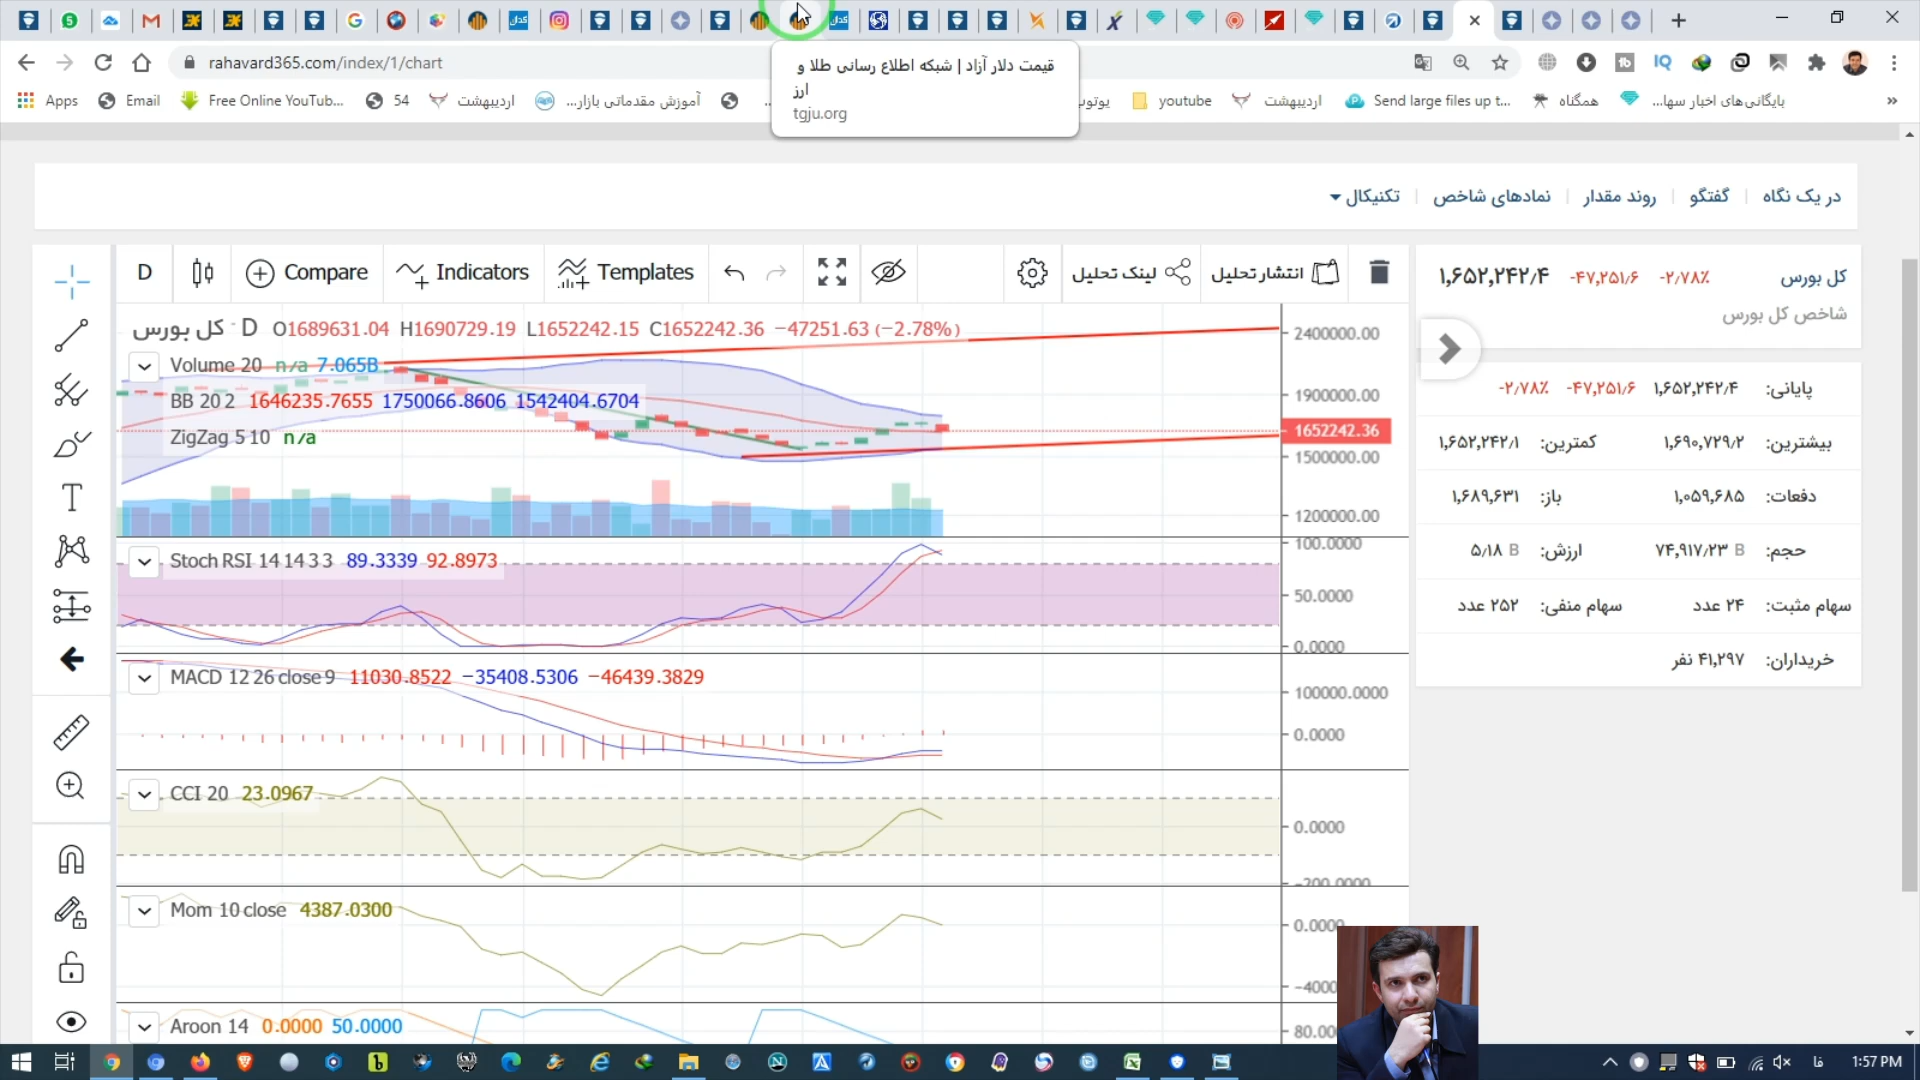 rahavard365.com/index/1/chart
قیمت دلار آزاد | شبکه اطلاع رسانی طلا و
ارز
tgju.org
Apps
Email
Free Online YouTub...
54
اردیبهشت
آموزش مقدماتی بازار...
یوتوب
youtube
اردیبهشت
Send large files up t...
همگناه
بایگانی‌های اخبار سها...
در یک نگاه
گفتگو
روند مقدار
نمادهای شاخص
تکنیکال
D
Compare
Indicators
Templates
لینک تحلیل
انتشار تحلیل
کل بورس - D O1689631.04 H1690729.19 L1652242.15 C1652242.36 −47251.63 (−2.78%)
Volume 20 n/a 7.065B
BB 20 2 1646235.7655 1750066.8606 1542404.6704
ZigZag 5 10 n/a
2400000.00
1900000.00
1652242.36
1500000.00
1200000.00
Stoch RSI 14 14 3 3 89.3339 92.8973
100.0000
50.0000
0.0000
MACD 12 26 close 9 11030.8522 −35408.5306 −46439.3829
100000.0000
0.0000
CCI 20 23.0967
0.0000
-200.0000
Mom 10 close 4387.0300
0.0000
Aroon 14 0.0000 50.0000
کل بورس ۱,۶۵۲,۲۴۲/۴ -۴۷,۲۵۱/۶ -۲/۷۸٪
شاخص کل بورس
پایانی: ۱,۶۵۲,۲۴۲/۴ -۴۷,۲۵۱/۶ -۲/۷۸٪
بیشترین: ۱,۶۹۰,۷۲۹/۲ کمترین: ۱,۶۵۲,۲۴۲/۱
دفعات: ۱,۰۵۹,۶۸۵ باز: ۱,۶۸۹,۶۳۱
حجم: ۷۴,۹۱۷/۲۳ B ارزش: ۵/۱۸ B
سهام مثبت: ۲۴ عدد سهام منفی: ۲۵۲ عدد
خریداران: ۴۱,۲۹۷ نفر
فا
1:57 PM